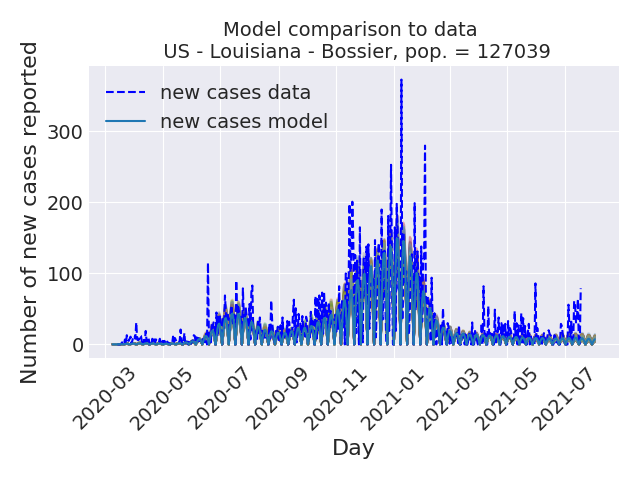 Model comparison to data
US - Louisiana - Bossier, pop. = 127039
Number of new cases reported
new cases data
new cases model
300
200
100
0
2020-03
2020-05
2020-07
2020-09
2020-11
2021-01
2021-03
2021-05
2021-07
Day